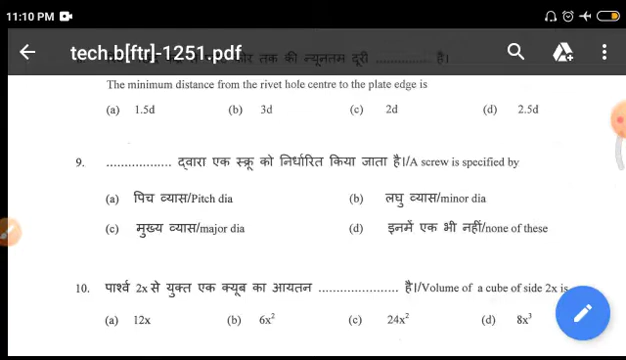 11:10 PM
tech.b[ftr]-1251.pdf
तक की न्यूनतम दूरी ................ है।
The minimum distance from the rivet hole centre to the plate edge is
(a) 1.5d (b) 3d (c) 2d (d) 2.5d
9. .................. द्वारा एक स्क्रू को निर्धारित किया जाता है।/A screw is specified by
(a) पिच व्यास/Pitch dia (b) लघु व्यास/minor dia
(c) मुख्य व्यास/major dia (d) इनमें एक भी नहीं/none of these
10. पार्श्व 2x से युक्त एक क्यूब का आयतन ...................... है।/Volume of a cube of side 2x is
(a) 12x (b) 6x² (c) 24x² (d) 8x³